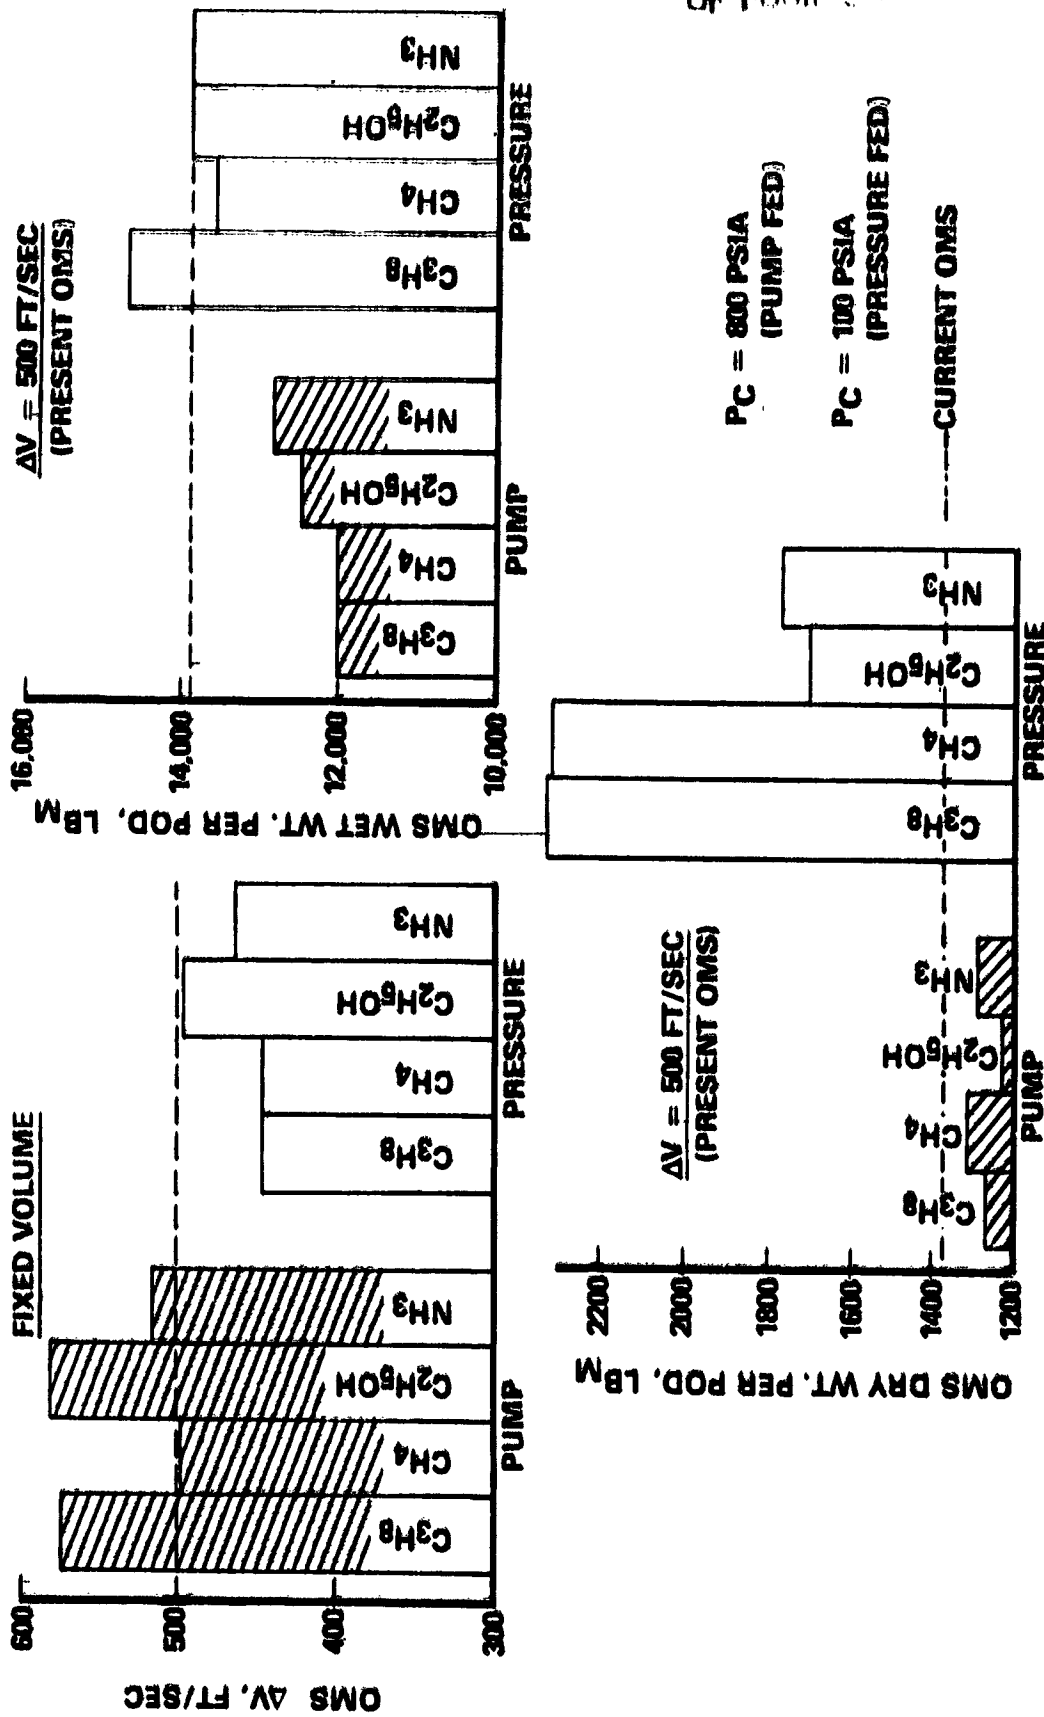 FIXED VOLUME
OMS ΔV, FT/SEC
600
500
400
300
C3H8
CH4
C2H5OH
NH3
C3H8
CH4
C2H5OH
NH3
PUMP
PRESSURE
ΔV = 500 FT/SEC
(PRESENT OMS)
OMS WET WT. PER POD, LBM
16,000
14,000
12,000
10,000
C3H8
CH4
C2H5OH
NH3
C3H8
CH4
C2H5OH
NH3
PUMP
PRESSURE
ΔV = 500 FT/SEC
(PRESENT OMS)
OMS DRY WT. PER POD, LBM
2200
2000
1800
1600
1400
1200
C3H8
CH4
C2H5OH
NH3
C3H8
CH4
C2H5OH
NH3
PUMP
PRESSURE
PC = 800 PSIA
(PUMP FED)
PC = 100 PSIA
(PRESSURE FED)
CURRENT OMS